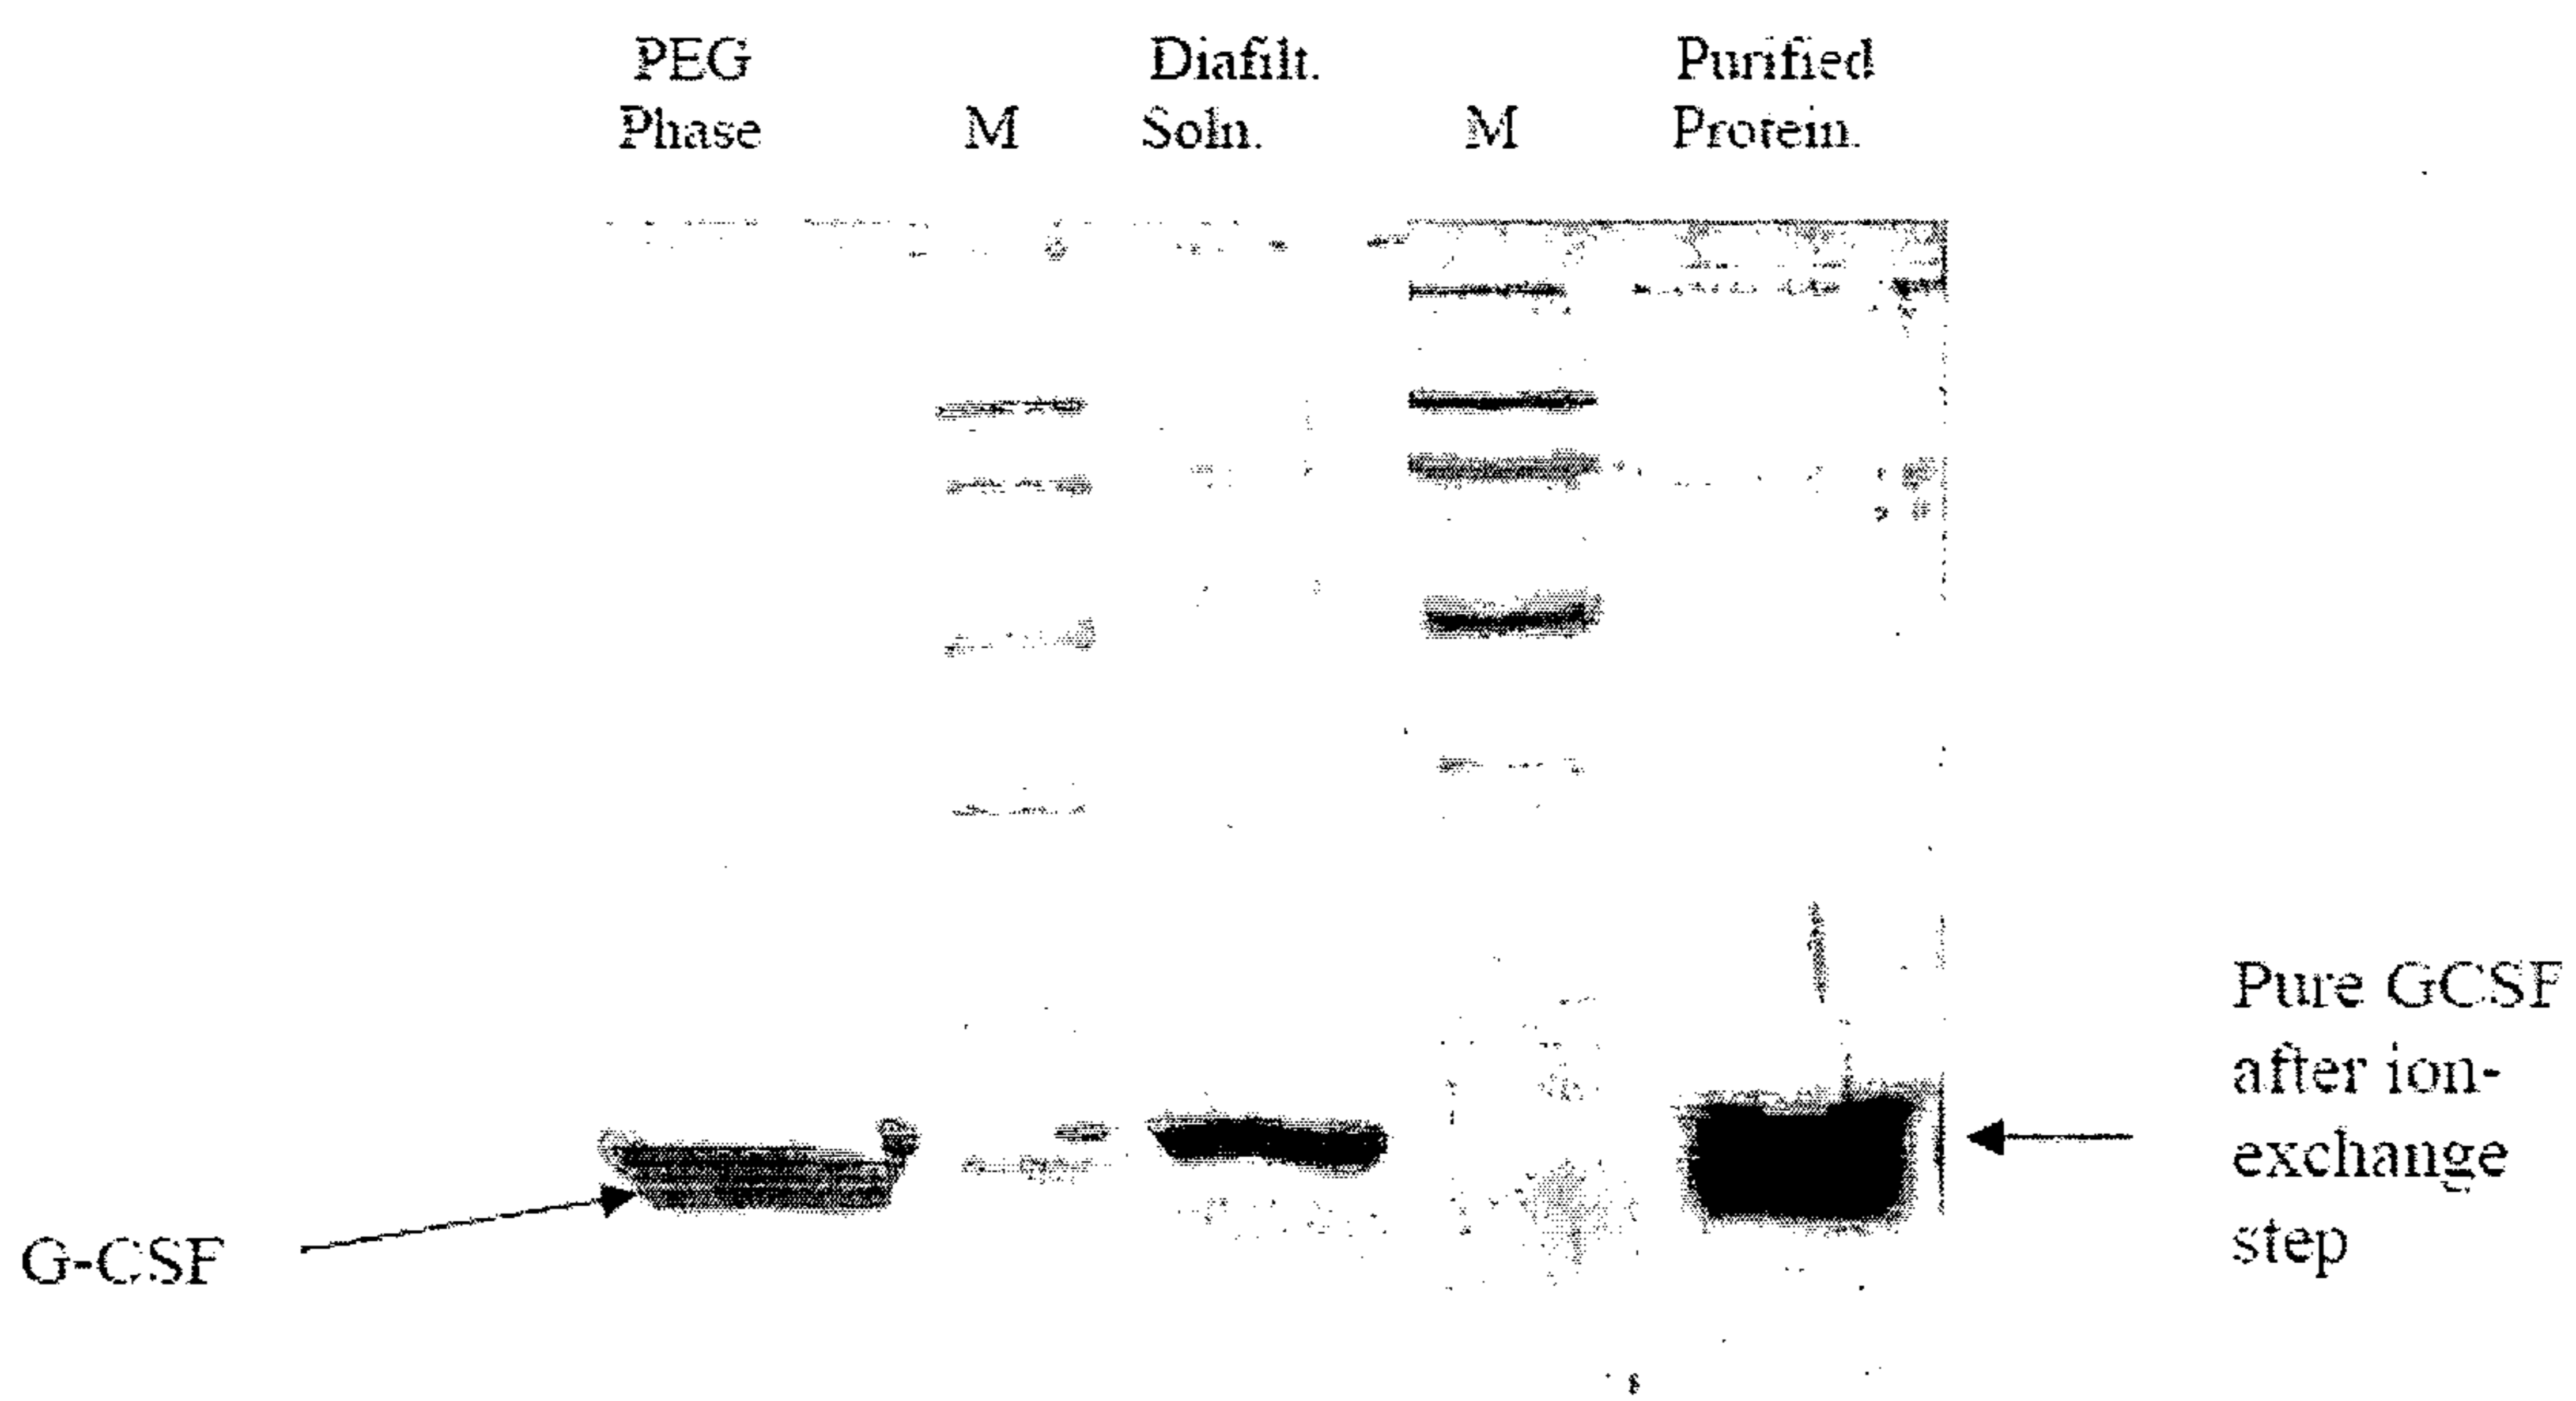 PEG
Phase
M
Diafilt.
Soln.
M
Purified
Protein.
G-CSF
Pure GCSF
after ion-
exchange
step